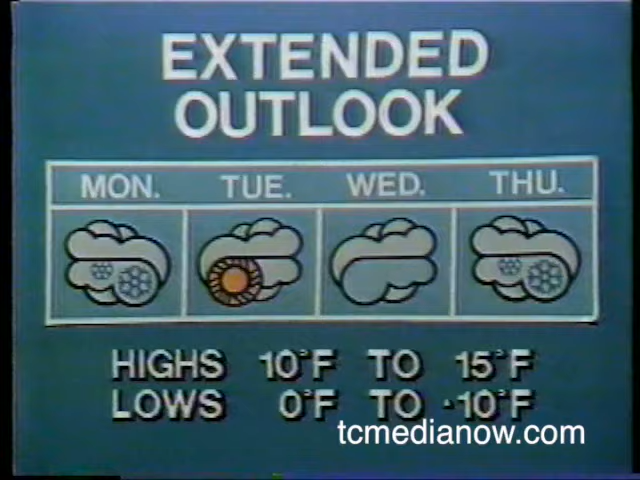 EXTENDED
OUTLOOK
MON. TUE. WED. THU.
HIGHS 10°F TO 15°F
LOWS 0°F TO -10°F
tcmedianow.com